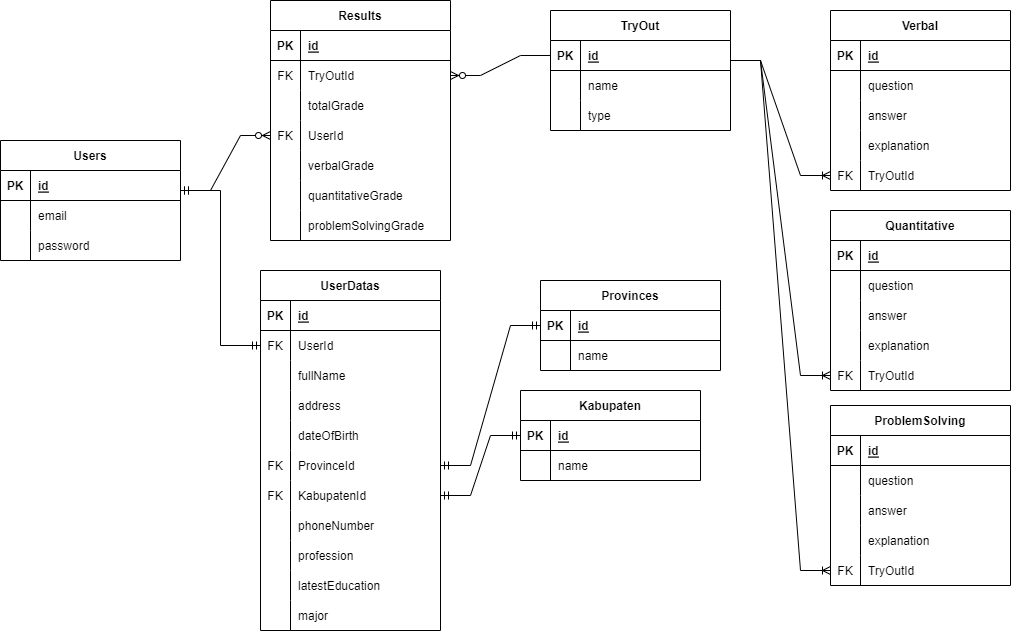 Users
PK id
email
password
Results
PK id
FK TryOutId
totalGrade
FK UserId
verbalGrade
quantitativeGrade
problemSolvingGrade
UserDatas
PK id
FK UserId
fullName
address
dateOfBirth
FK ProvinceId
FK KabupatenId
phoneNumber
profession
latestEducation
major
TryOut
PK id
name
type
Provinces
PK id
name
Kabupaten
PK id
name
Verbal
PK id
question
answer
explanation
FK TryOutId
Quantitative
PK id
question
answer
explanation
FK TryOutId
ProblemSolving
PK id
question
answer
explanation
FK TryOutId